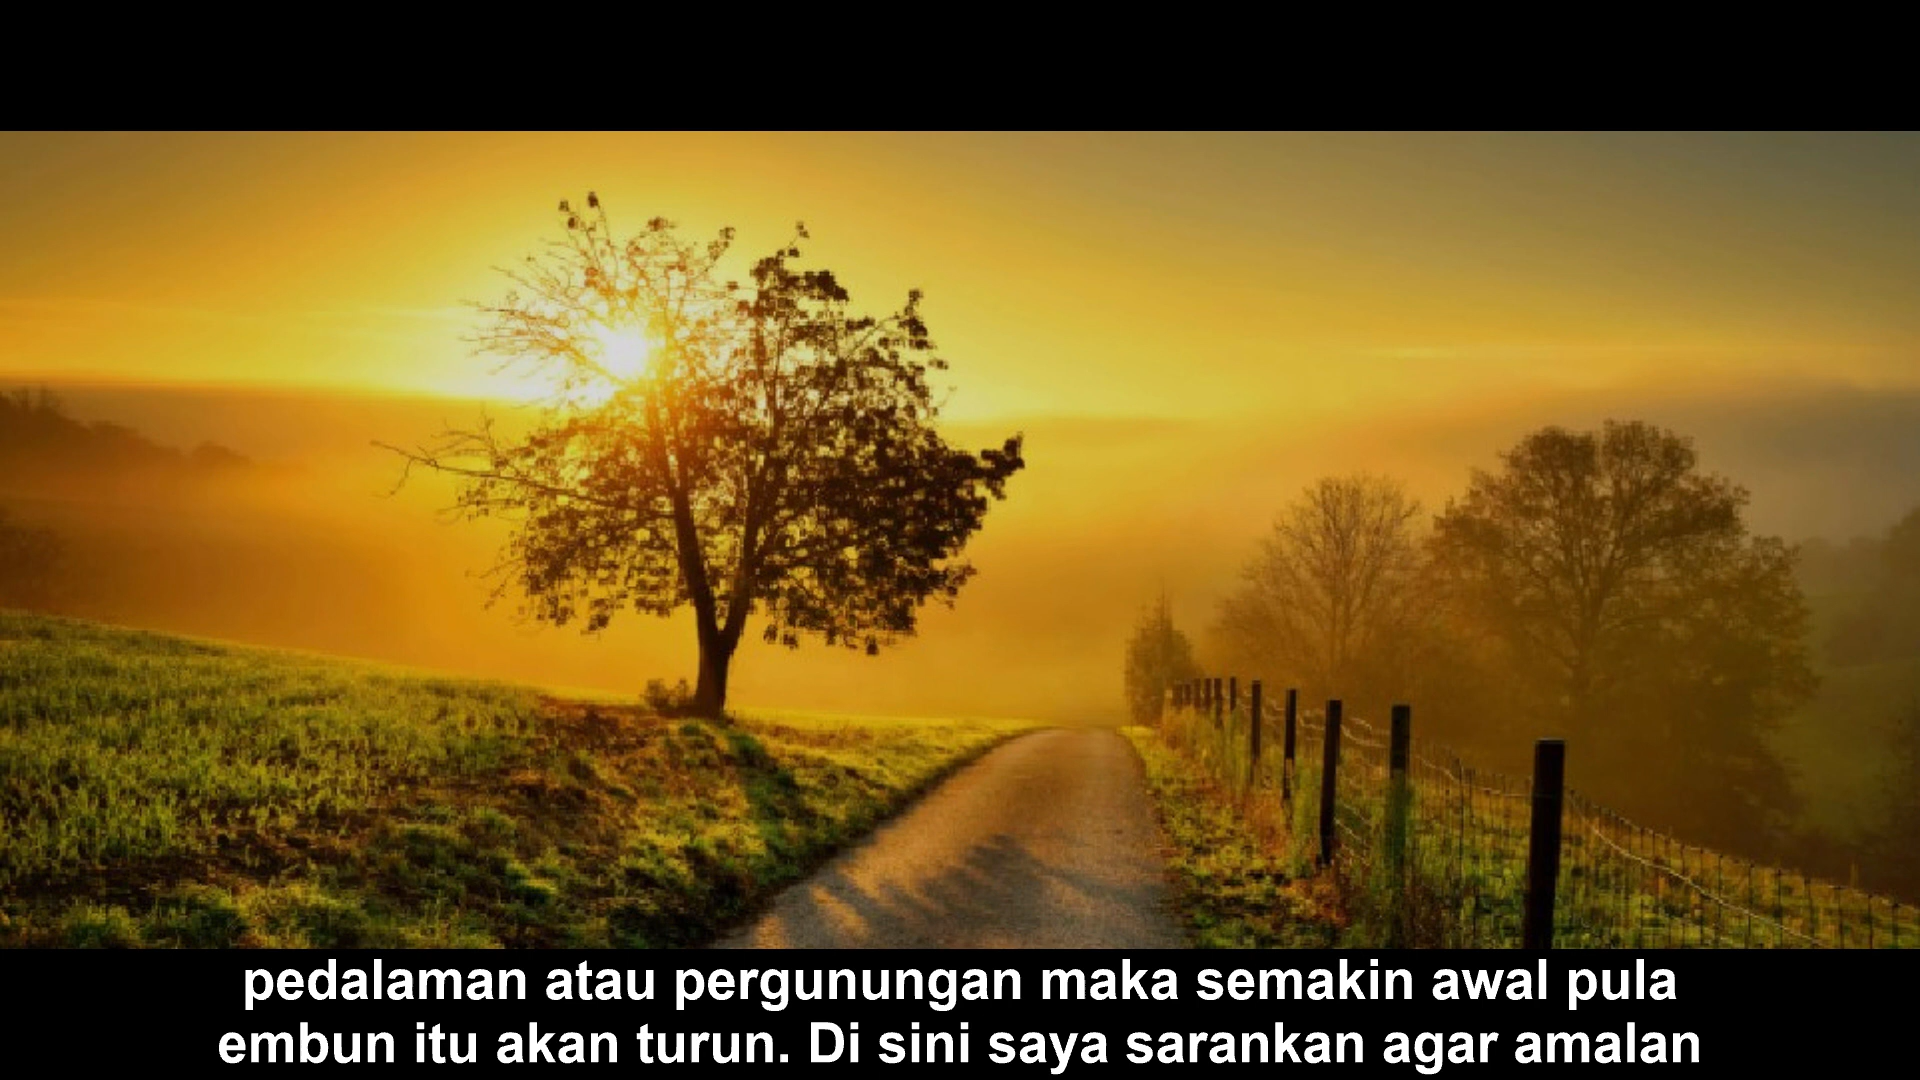 pedalaman atau pergunungan maka semakin awal pula
embun itu akan turun. Di sini saya sarankan agar amalan